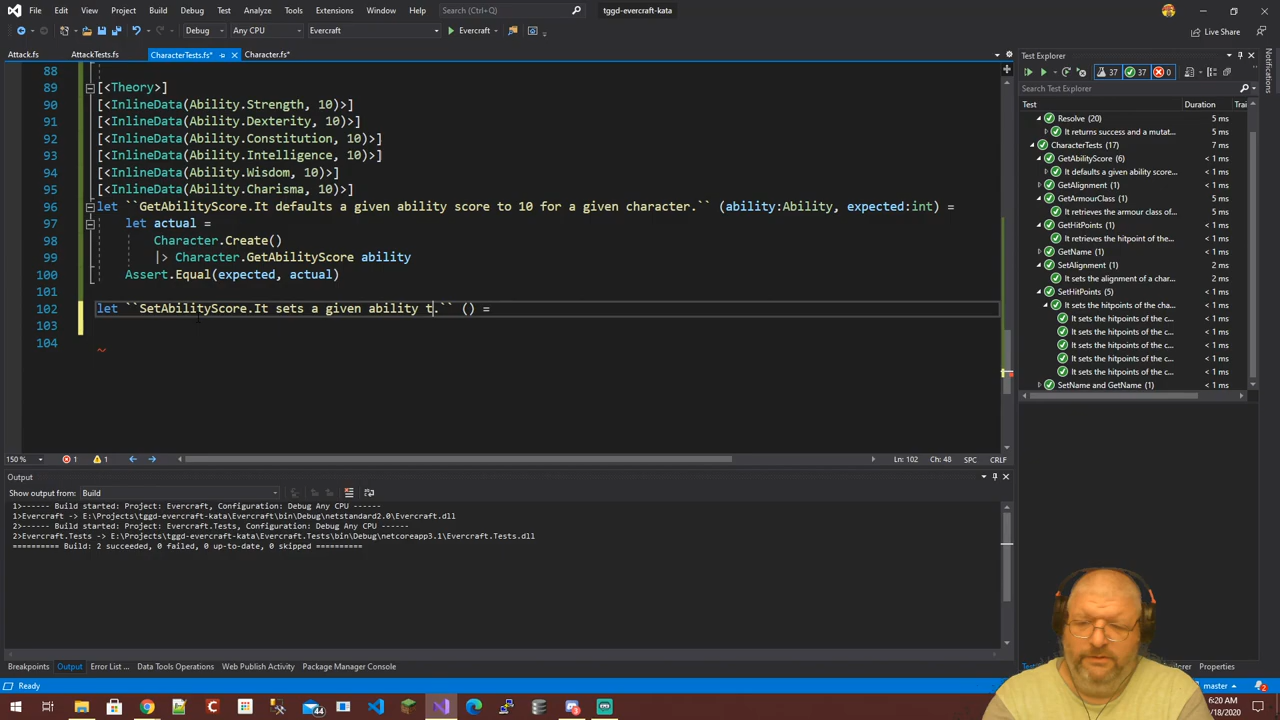 File Edit View Project Build Debug Test Analyze Tools Extensions Window Help Search (Ctrl+Q) tggd-evercraft-kata
Debug Any CPU Evercraft Evercraft Live Share
Attack.fs AttackTests.fs CharacterTests.fs* Character.fs*
88
89 [<Theory>]
90 [<InlineData(Ability.Strength, 10)>]
91 [<InlineData(Ability.Dexterity, 10)>]
92 [<InlineData(Ability.Constitution, 10)>]
93 [<InlineData(Ability.Intelligence, 10)>]
94 [<InlineData(Ability.Wisdom, 10)>]
95 [<InlineData(Ability.Charisma, 10)>]
96 let ``GetAbilityScore.It defaults a given ability score to 10 for a given character.`` (ability:Ability, expected:int) =
97 let actual =
98 Character.Create()
99 |> Character.GetAbilityScore ability
100 Assert.Equal(expected, actual)
101
102 let ``SetAbilityScore.It sets a given ability t.`` () =
103
104
150 % 1 1 Ln: 102 Ch: 48 SPC CRLF
Test Explorer
37 37 0
Search Test Explorer
Test Duration Trai
Resolve (20) 5 ms
It returns success and a mutat... 5 ms
CharacterTests (17) 7 ms
GetAbilityScore (6) < 1 ms
It defaults a given ability score... < 1 ms
GetAlignment (1) < 1 ms
GetArmourClass (1) < 1 ms
It retrieves the armour class of... < 1 ms
GetHitPoints (1) < 1 ms
It retrieves the hitpoint of the... < 1 ms
GetName (1) < 1 ms
SetAlignment (1) 2 ms
It sets the alignment of a char... 2 ms
SetHitPoints (5) < 1 ms
It sets the hitpoints of the cha... < 1 ms
It sets the hitpoints of the c... < 1 ms
It sets the hitpoints of the c... < 1 ms
It sets the hitpoints of the c... < 1 ms
It sets the hitpoints of the c... < 1 ms
SetName and GetName (1) < 1 ms
Notifications
Output
Show output from: Build
1>------ Build started: Project: Evercraft, Configuration: Debug Any CPU ------
1>Evercraft -> E:\Projects\tggd-evercraft-kata\Evercraft\bin\Debug\netstandard2.0\Evercraft.dll
2>------ Build started: Project: Evercraft.Tests, Configuration: Debug Any CPU ------
2>Evercraft.Tests -> E:\Projects\tggd-evercraft-kata\Evercraft.Tests\bin\Debug\netcoreapp3.1\Evercraft.Tests.dll
========== Build: 2 succeeded, 0 failed, 0 up-to-date, 0 skipped ==========
Breakpoints Output Error List ... Data Tools Operations Web Publish Activity Package Manager Console Properties
Ready master 2
44